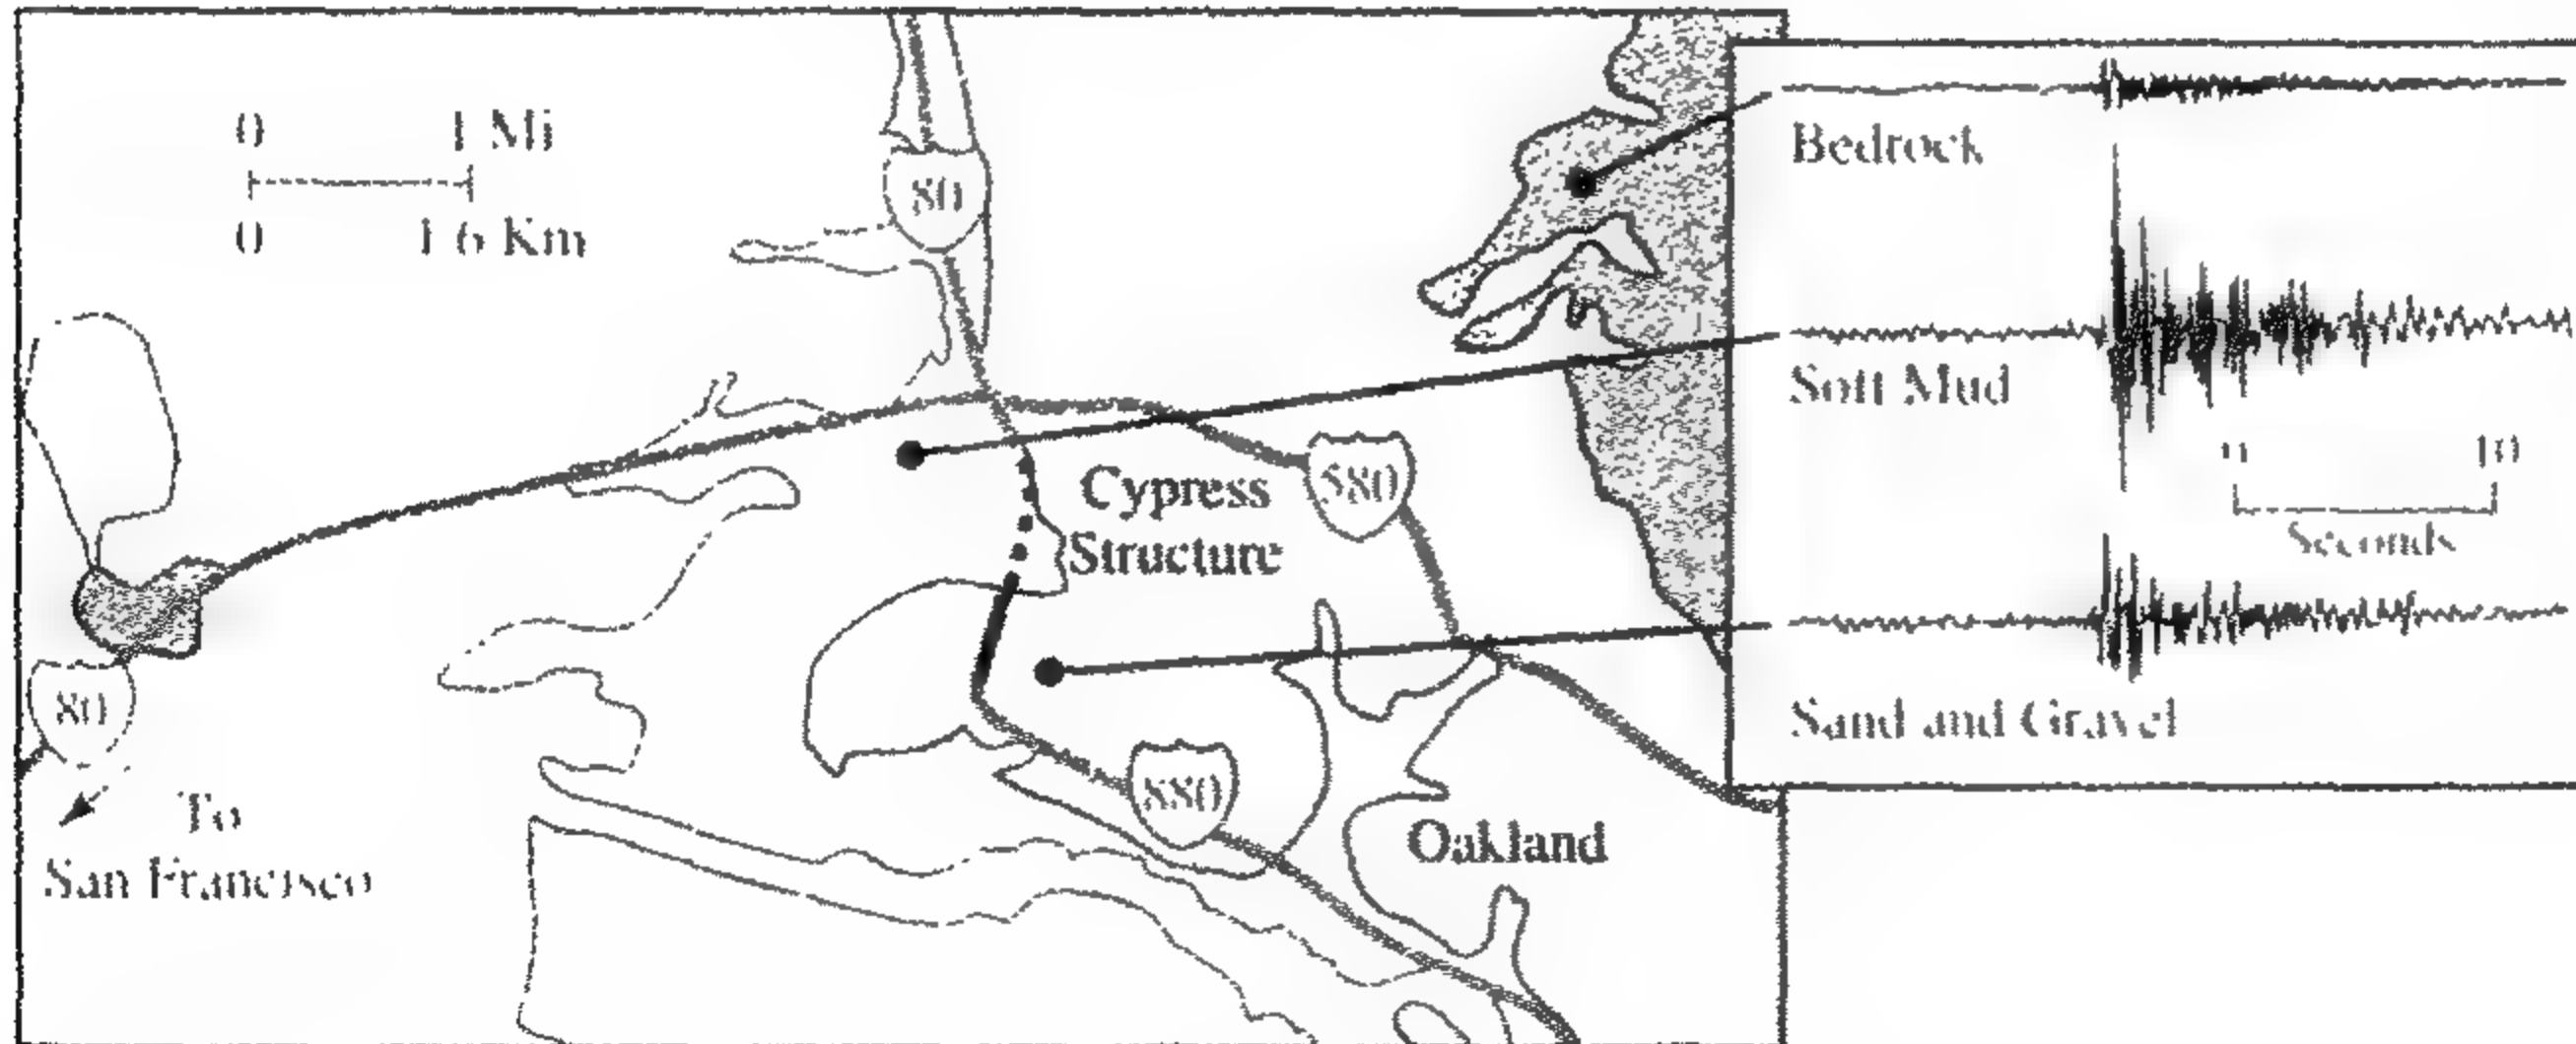 0 1 Mi
0 1 6 Km
80
Bedrock
Soft Mud
0 10
Seconds
Sand and Gravel
Cypress
Structure
580
80
880
Oakland
To
San Francisco